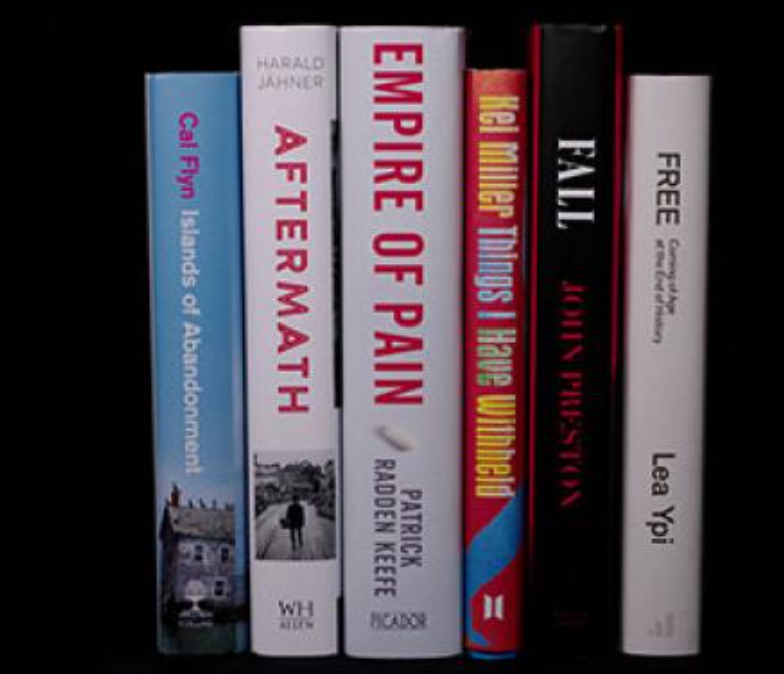 Cal Flyn Islands of Abandonment
HARALD
JAHNER
AFTERMATH
WH
ALLEN
EMPIRE OF PAIN
PATRICK
RADDEN KEEFE
PICADOR
Kei Miller Things I Have Withheld
FALL JOHN PRESTON
FREE
Coming of Age
at the End of History
Lea Ypi